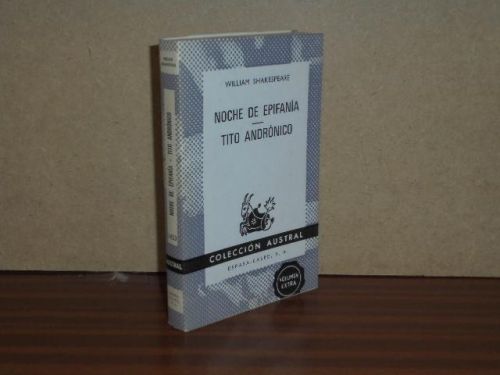 WILLIAM SHAKESPEARE
NOCHE DE EPIFANÍA
TITO ANDRÓNICO
COLECCIÓN AUSTRAL
ESPASA-CALPE, S. A.
VOLUMEN
EXTRA
NOCHE DE EPIFANÍA - TITO ANDRÓNICO
AUSTRAL